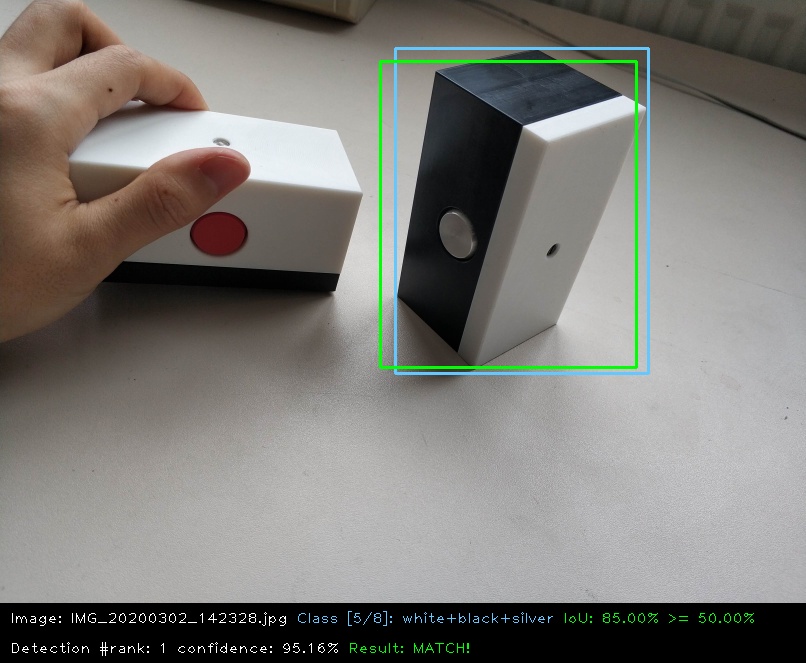 Image: IMG_20200302_142328.jpg Class [5/8]: white+black+silver IoU: 85.00% >= 50.00%
Detection #rank: 1 confidence: 95.16% Result: MATCH!